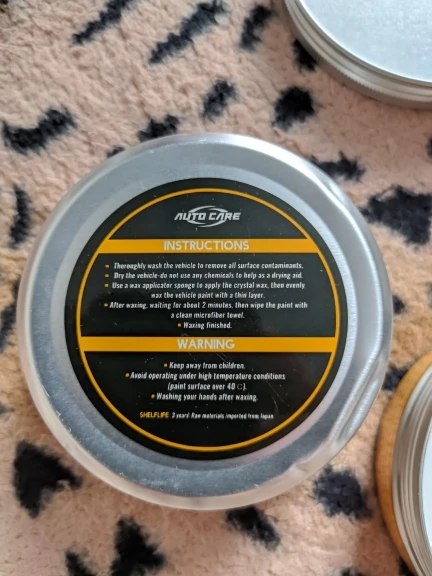 AUTO CARE
INSTRUCTIONS
• Thoroughly wash the vehicle to remove all surface contaminants.
• Dry the vehicle-do not use any chemicals to help as a drying aid.
• Use a wax applicator sponge to apply the crystal wax, then evenly
wax the vehicle paint with a thin layer.
• After waxing, waiting for about 2 minutes, then wipe the paint with
a clean microfiber towel.
• Waxing finished.
WARNING
• Keep away from children.
• Avoid operating under high temperature conditions
(paint surface over 40 ℃).
• Washing your hands after waxing.
SHELFLIFE 3 years Raw materials imported from Japan